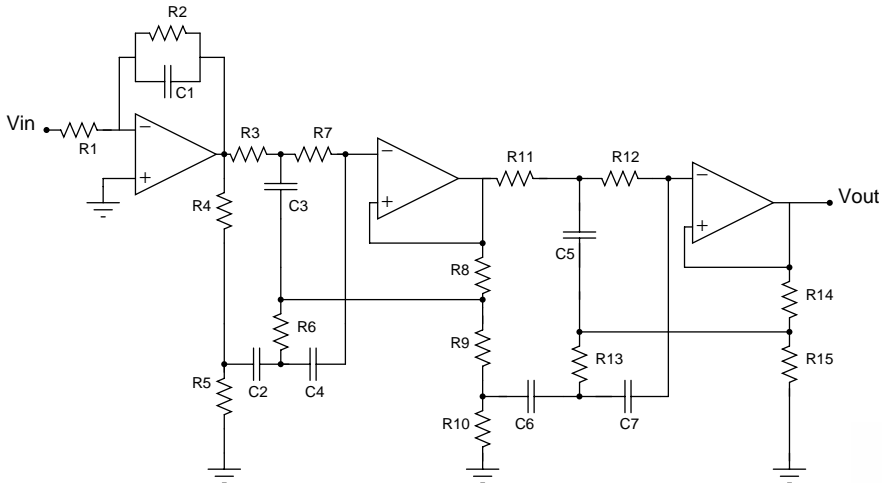 R2
C1
Vin
R1
−
+
R3
R7
R4
C3
−
+
R11
R12
−
+
Vout
C5
R8
R14
R6
R9
R13
R15
R5
C2
C4
R10
C6
C7